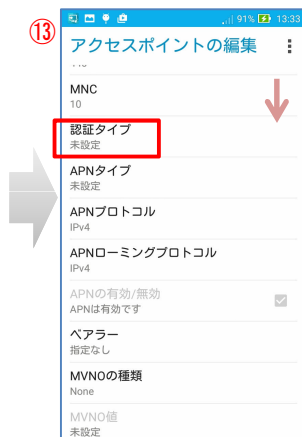 ⑬
91% 13:33
アクセスポイントの編集
MNC
10
認証タイプ
未設定
APNタイプ
未設定
APNプロトコル
IPv4
APNローミングプロトコル
IPv4
APNの有効/無効
APNは有効です
ベアラー
指定なし
MVNOの種類
None
MVNO値
未設定